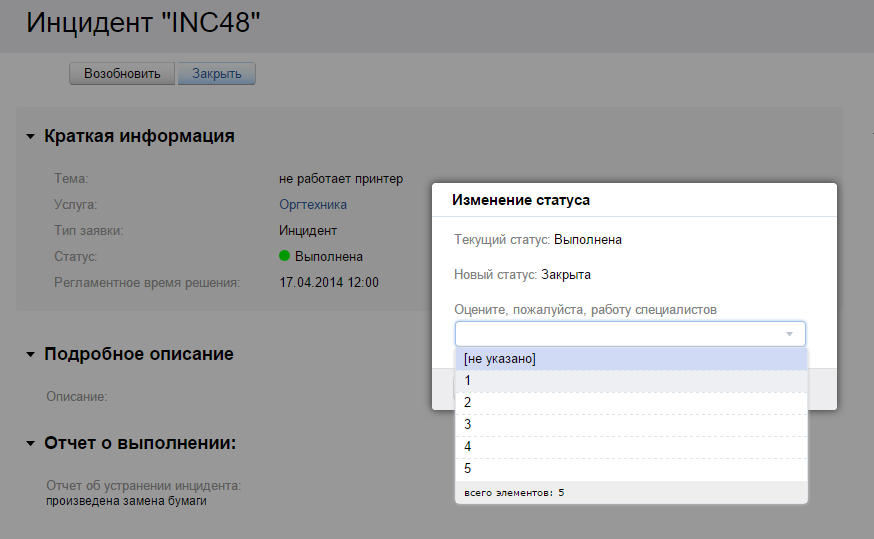 Инцидент "INC48"
Возобновить Закрыть
Краткая информация
Тема: не работает принтер
Услуга: Оргтехника
Тип заявки: Инцидент
Статус: Выполнена
Регламентное время решения: 17.04.2014 12:00
Подробное описание
Описание:
Отчет о выполнении:
Отчет об устранении инцидента:
произведена замена бумаги
Изменение статуса
Текущий статус: Выполнена
Новый статус: Закрыта
Оцените, пожалуйста, работу специалистов
[не указано]
1
2
3
4
5
всего элементов: 5